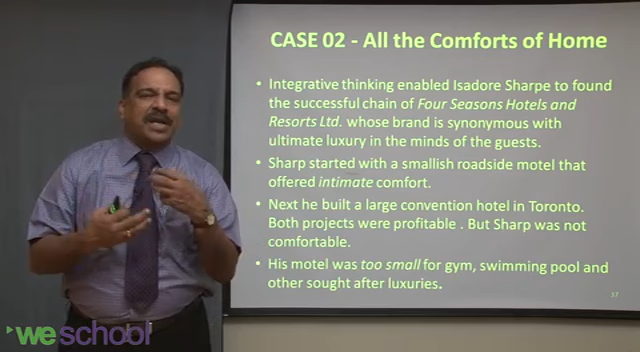 CASE 02 - All the Comforts of Home
• Integrative thinking enabled Isadore Sharpe to found
the successful chain of Four Seasons Hotels and
Resorts Ltd. whose brand is synonymous with
ultimate luxury in the minds of the guests.
• Sharp started with a smallish roadside motel that
offered intimate comfort.
• Next he built a large convention hotel in Toronto.
Both projects were profitable . But Sharp was not
comfortable.
• His motel was too small for gym, swimming pool and
other sought after luxuries.
37
weschool